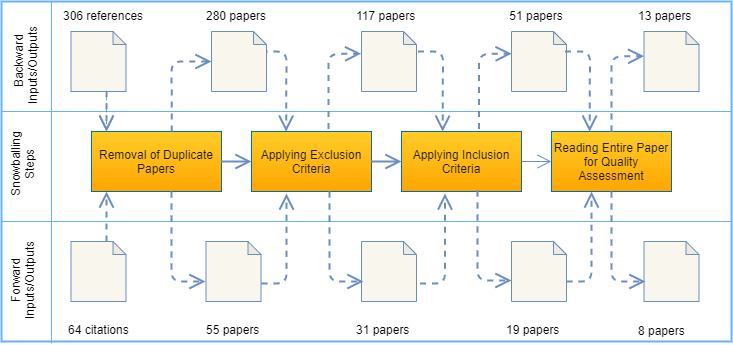 306 references
280 papers
117 papers
51 papers
13 papers
Backward
Inputs/Outputs
Snowballing
Steps
Removal of Duplicate
Papers
Applying Exclusion
Criteria
Applying Inclusion
Criteria
Reading Entire Paper
for Quality
Assessment
Forward
Inputs/Outputs
64 citations
55 papers
31 papers
19 papers
8 papers